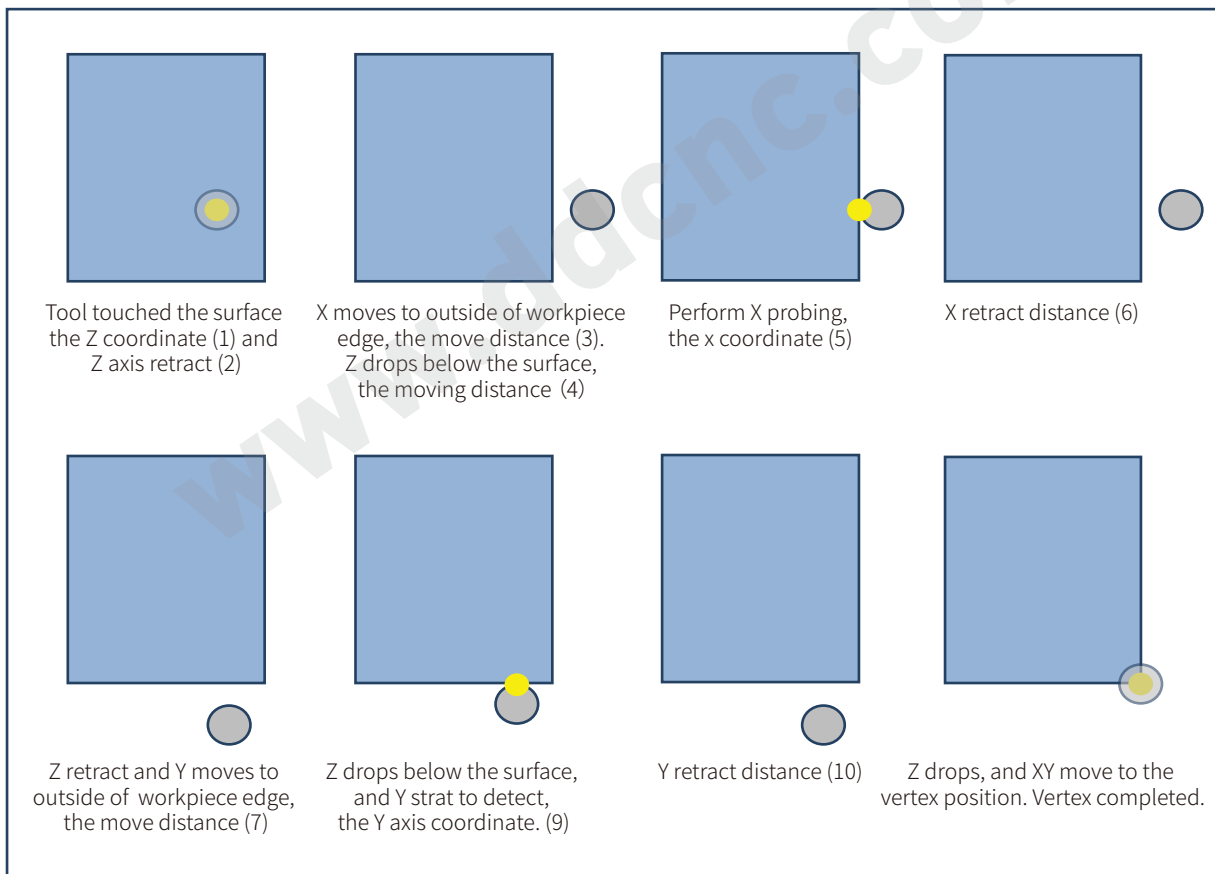 Tool touched the surface
the Z coordinate (1) and
Z axis retract (2)
X moves to outside of workpiece
edge, the move distance (3).
Z drops below the surface,
the moving distance (4)
Perform X probing,
the x coordinate (5)
X retract distance (6)
Z retract and Y moves to
outside of workpiece edge,
the move distance (7)
Z drops below the surface,
and Y strat to detect,
the Y axis coordinate. (9)
Y retract distance (10)
Z drops, and XY move to the
vertex position. Vertex completed.
www.ddcnc.co